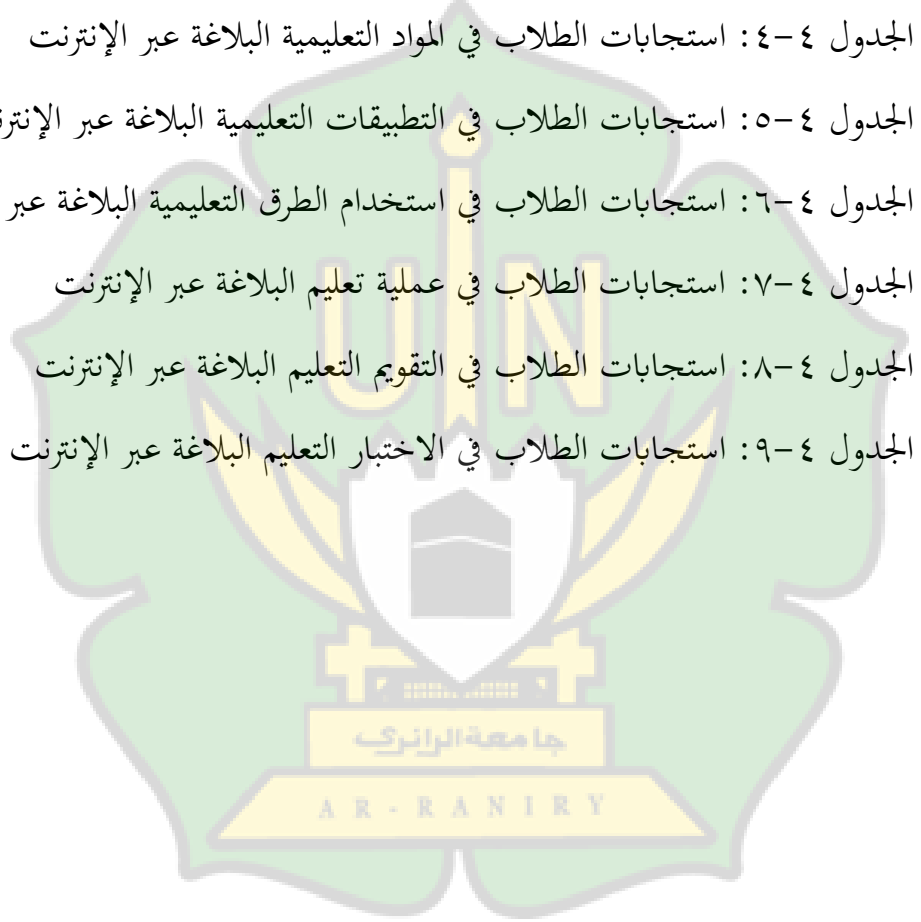 الجدول ٤-٤: استجابات الطلاب في المواد التعليمية البلاغة عبر الإنترنت
الجدول ٤-٥: استجابات الطلاب في التطبيقات التعليمية البلاغة عبر
الجدول ٤-٦: استجابات الطلاب في استخدام الطرق التعليمية البلاغة عبر
الجدول ٤-٧: استجابات الطلاب في عملية تعليم البلاغة عبر الإنترنت
الجدول ٤-٨: استجابات الطلاب في التقويم التعليم البلاغة عبر الإنترنت
الجدول ٤-٩: استجابات الطلاب في الاختبار التعليم البلاغة عبر الإنترنت
UIN
جامعة الرانري
AR-RANIRY